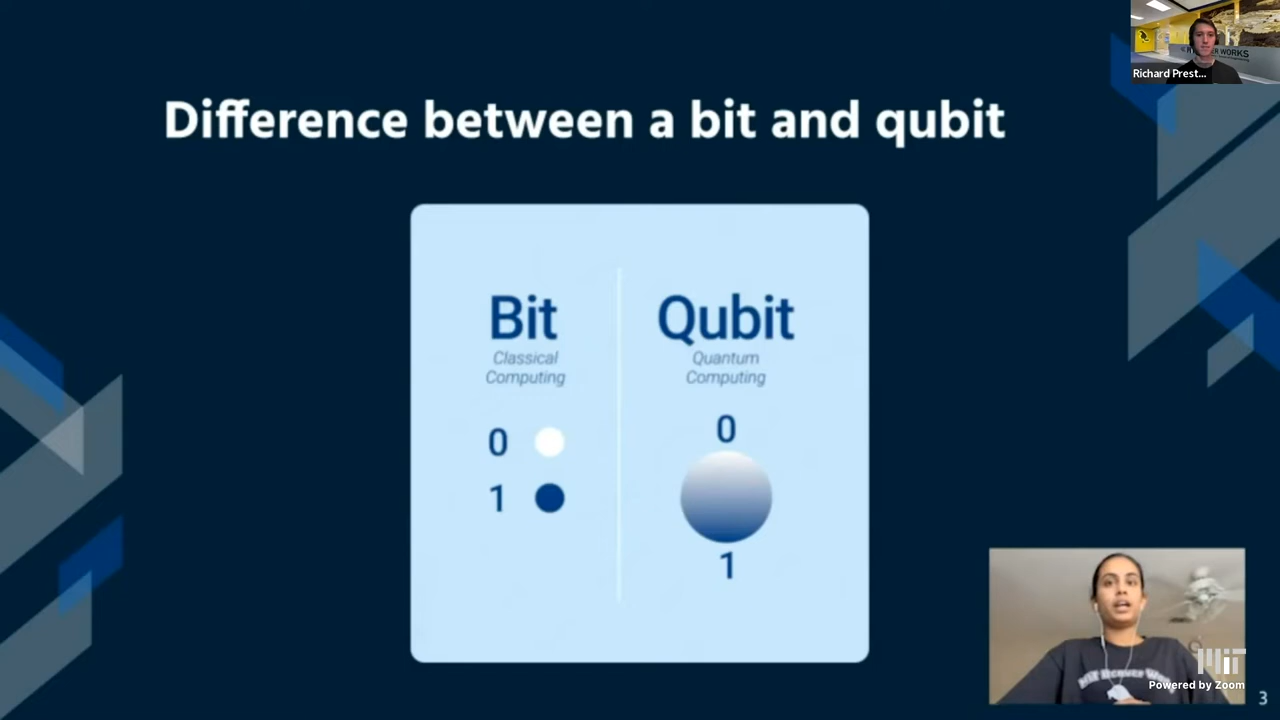 Difference between a bit and qubit
Richard Prest...
Bit
Classical
Computing
0
1
Qubit
Quantum
Computing
0
1
MIT
Powered by Zoom
3